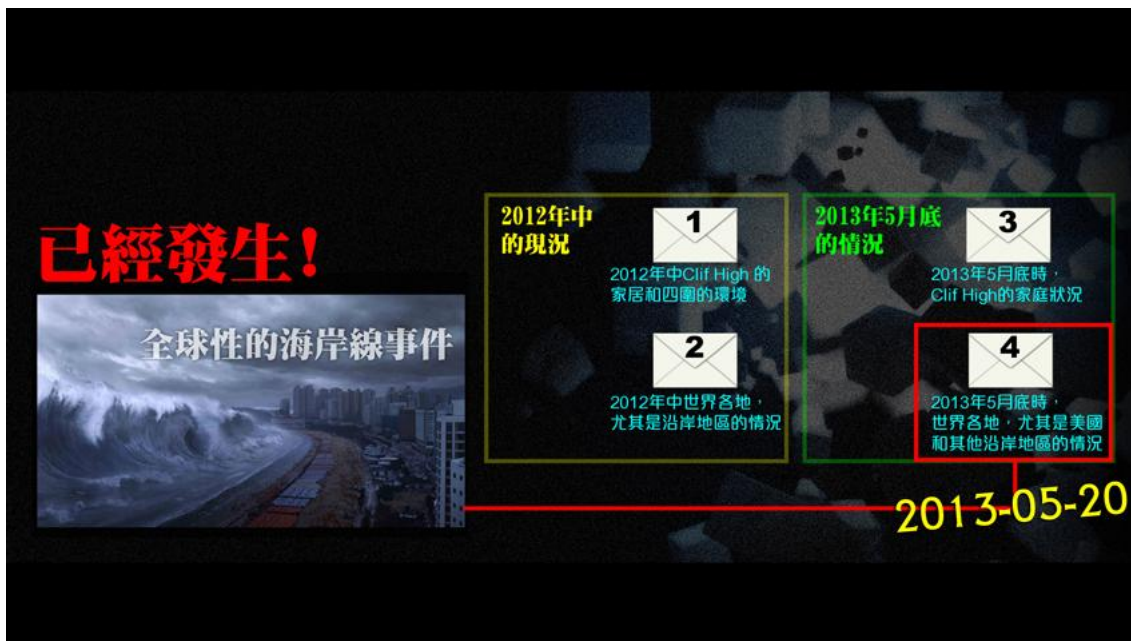 已經發生!
全球性的海岸線事件
2012年中
的現況
1
2012年中Clif High 的
家居和四圍的環境
2
2012年中世界各地，
尤其是沿岸地區的情況
2013年5月底
的情況
3
2013年5月底時，
Clif High的家庭狀況
4
2013年5月底時，
世界各地，尤其是美國
和其他沿岸地區的情況
2013-05-20